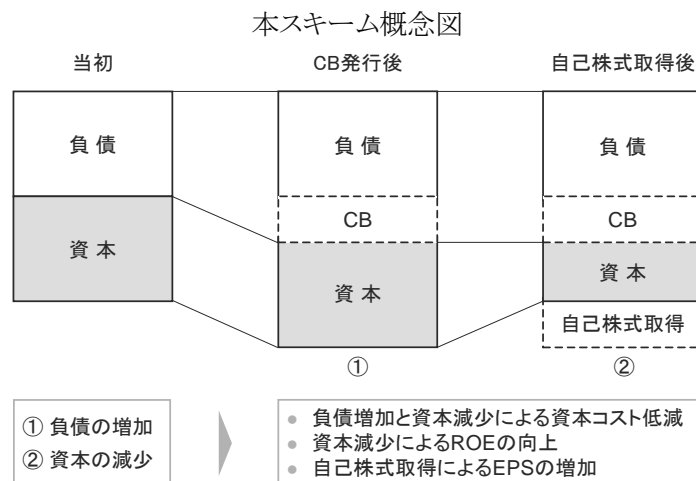 本スキーム概念図
当初
CB発行後
自己株式取得後
負 債
負 債
負 債
CB
CB
資 本
資 本
資 本
自己株式取得
①
②
① 負債の増加
② 資本の減少
● 負債増加と資本減少による資本コスト低減
● 資本減少によるROEの向上
● 自己株式取得によるEPSの増加